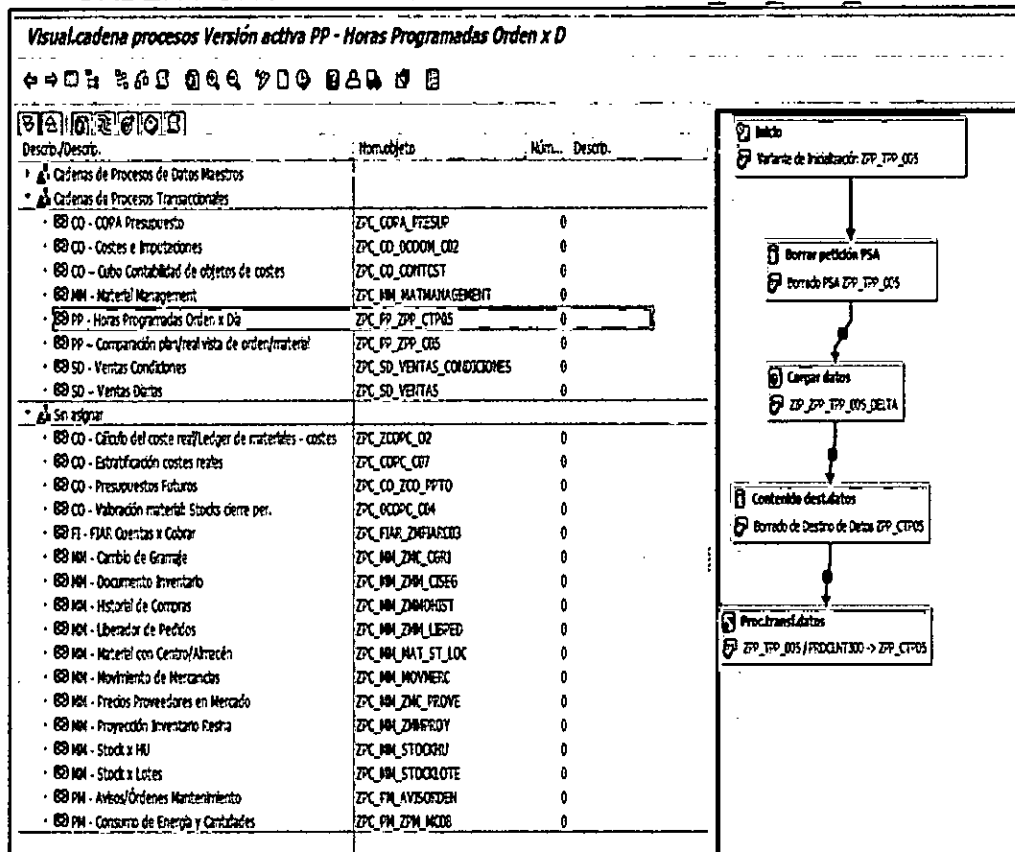 Visual.cadena procesos Versión activa PP - Horas Programadas Orden x D
Describ./Describ. Nom.objeto Núm... Describ.
Cadenas de Procesos de Datos Maestros
Cadenas de Procesos Transaccionales
CO - COPA Presupuesto ZPC_COPA_PRESUP 0
CO - Costes e Imputaciones ZPC_CO_0COOM_C02 0
CO - Cubo Contabilidad de objetos de costes ZPC_CO_CONTCST 0
MM - Material Management ZPC_MM_MATMANAGEMENT 0
PP - Horas Programadas Orden x Día ZPC_PP_ZPP_CTP05 0
PP - Comparación plan/real vista de orden/material ZPC_PP_ZPP_C05 0
SD - Ventas Condiciones ZPC_SD_VENTAS_CONDICIONES 0
SD - Ventas Diarias ZPC_SD_VENTAS 0
Sin asignar
CO - Cálculo del coste real/Ledger de materiales - costes ZPC_ZCOPC_O2 0
CO - Estratificación costes reales ZPC_COPC_C07 0
CO - Presupuestos Futuros ZPC_CO_ZCO_PPTO 0
CO - Valoración material: Stocks cierre per. ZPC_0COPC_C04 0
FI - FIAR Cuentas x Cobrar ZPC_FIAR_ZMFIARC03 0
MM - Cambio de Gramaje ZPC_MM_ZMC_CGR1 0
MM - Documento Inventario ZPC_MM_ZMM_CISEG 0
MM - Historial de Compras ZPC_MM_ZMMOHIST 0
MM - Liberador de Pedidos ZPC_MM_ZMM_LIBPED 0
MM - Material con Centro/Almacén ZPC_MM_MAT_ST_LOC 0
MM - Movimiento de Mercancías ZPC_MM_MOVMERC 0
MM - Precios Proveedores en Mercado ZPC_MM_ZMC_PROVE 0
MM - Proyección Inventario Resina ZPC_MM_ZMMPROY 0
MM - Stock x HU ZPC_MM_STOCKHU 0
MM - Stock x Lotes ZPC_MM_STOCKLOTE 0
PM - Avisos/Órdenes Mantenimiento ZPC_PM_AVISORDEN 0
PM - Consumo de Energía y Cantidades ZPC_PM_ZPM_MC08 0
Inicio
Variante de Inicialización ZPP_TPP_005
Borrar petición PSA
Borrado PSA ZPP_TPP_005
Cargar datos
ZIP_ZPP_TPP_005_DELTA
Contenido dest.datos
Borrado de Destino de Datos ZPP_CTP05
Proc.transf.datos
ZPP_TPP_005 / PRDCLNT300 -> ZPP_CTP05